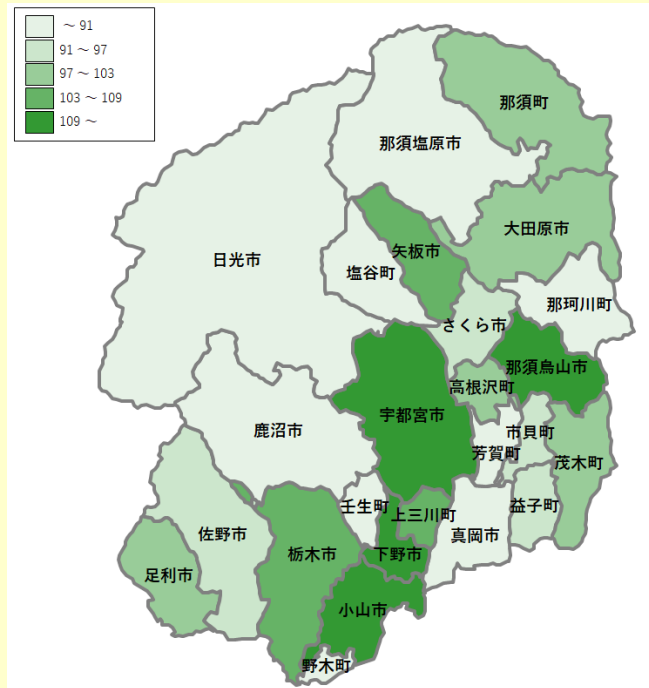 ～ 91
91 ～ 97
97 ～ 103
103 ～ 109
109 ～
那須町
那須塩原市
大田原市
矢板市
日光市
塩谷町
那珂川町
さくら市
那須烏山市
高根沢町
宇都宮市
鹿沼市
市貝町
芳賀町
茂木町
壬生町
益子町
上三川町
佐野市
真岡市
栃木市
下野市
足利市
小山市
野木町